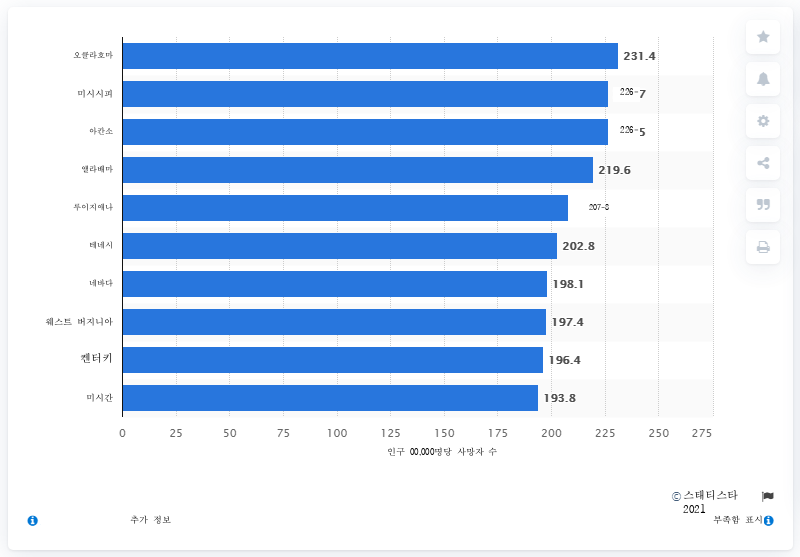 오클라호마
231.4
미시시피
226-7
아칸소
226-5
앨라배마
219.6
루이지애나
207-8
테네시
202.8
네바다
198.1
웨스트 버지니아
197.4
켄터키
196.4
미시간
193.8
0 25 50 75 100 125 150 175 200 225 250 275
인구 00,000명당 사망자 수
© 스태티스타
2021
추가 정보
부족함 표시